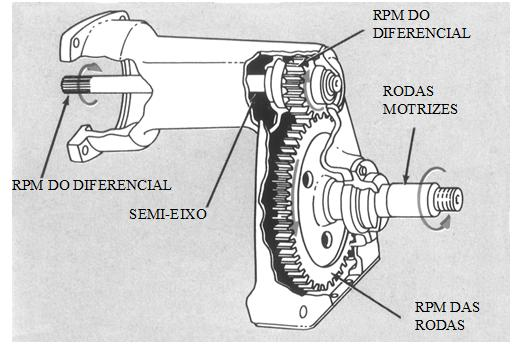 RPM DO
DIFERENCIAL
RODAS
MOTRIZES
RPM DO DIFERENCIAL
SEMI-EIXO
RPM DAS
RODAS